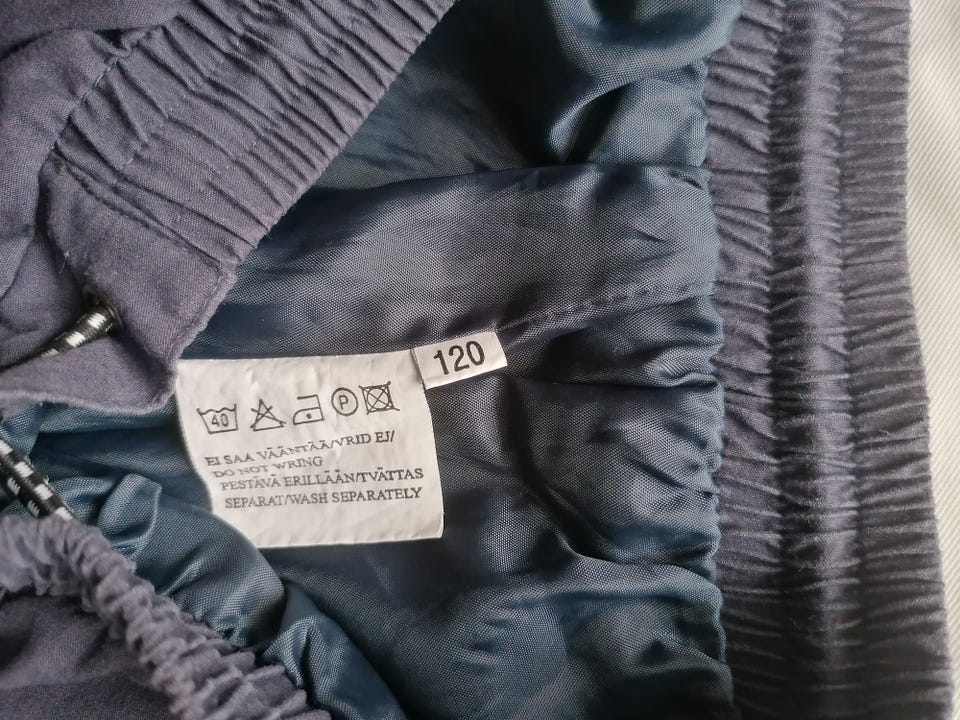 120
40 P
EI SAA VÄÄNTÄÄ/VRID EJ/
DO NOT WRING
PESTÄVÄ ERILLÄÄN/TVÄTTAS
SEPARAT/WASH SEPARATELY